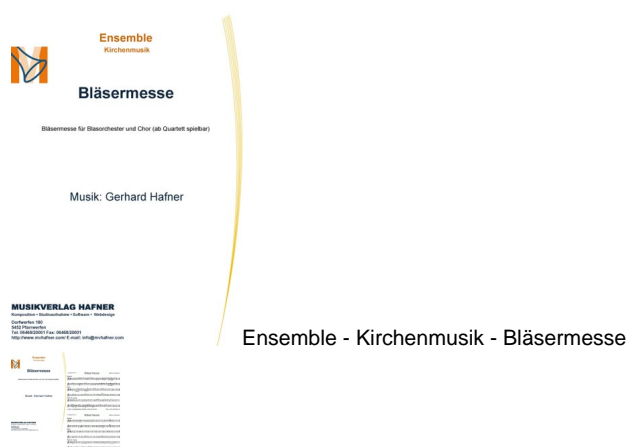 Ensemble
Kirchenmusik
Bläsermesse
Bläsermesse für Blasorchester und Chor (ab Quartett spielbar)
Musik: Gerhard Hafner
MUSIKVERLAG HAFNER
Komposition • Studioaufnahme • Software • Webdesign
Dorfwerfen 180
5452 Pfarrwerfen
Tel: 06468/20001 Fax: 06468/20001
http://www.mvhafner.com/ E-mail: info@mvhafner.com
Ensemble - Kirchenmusik - Bläsermesse
Ensemble
Bläsermesse